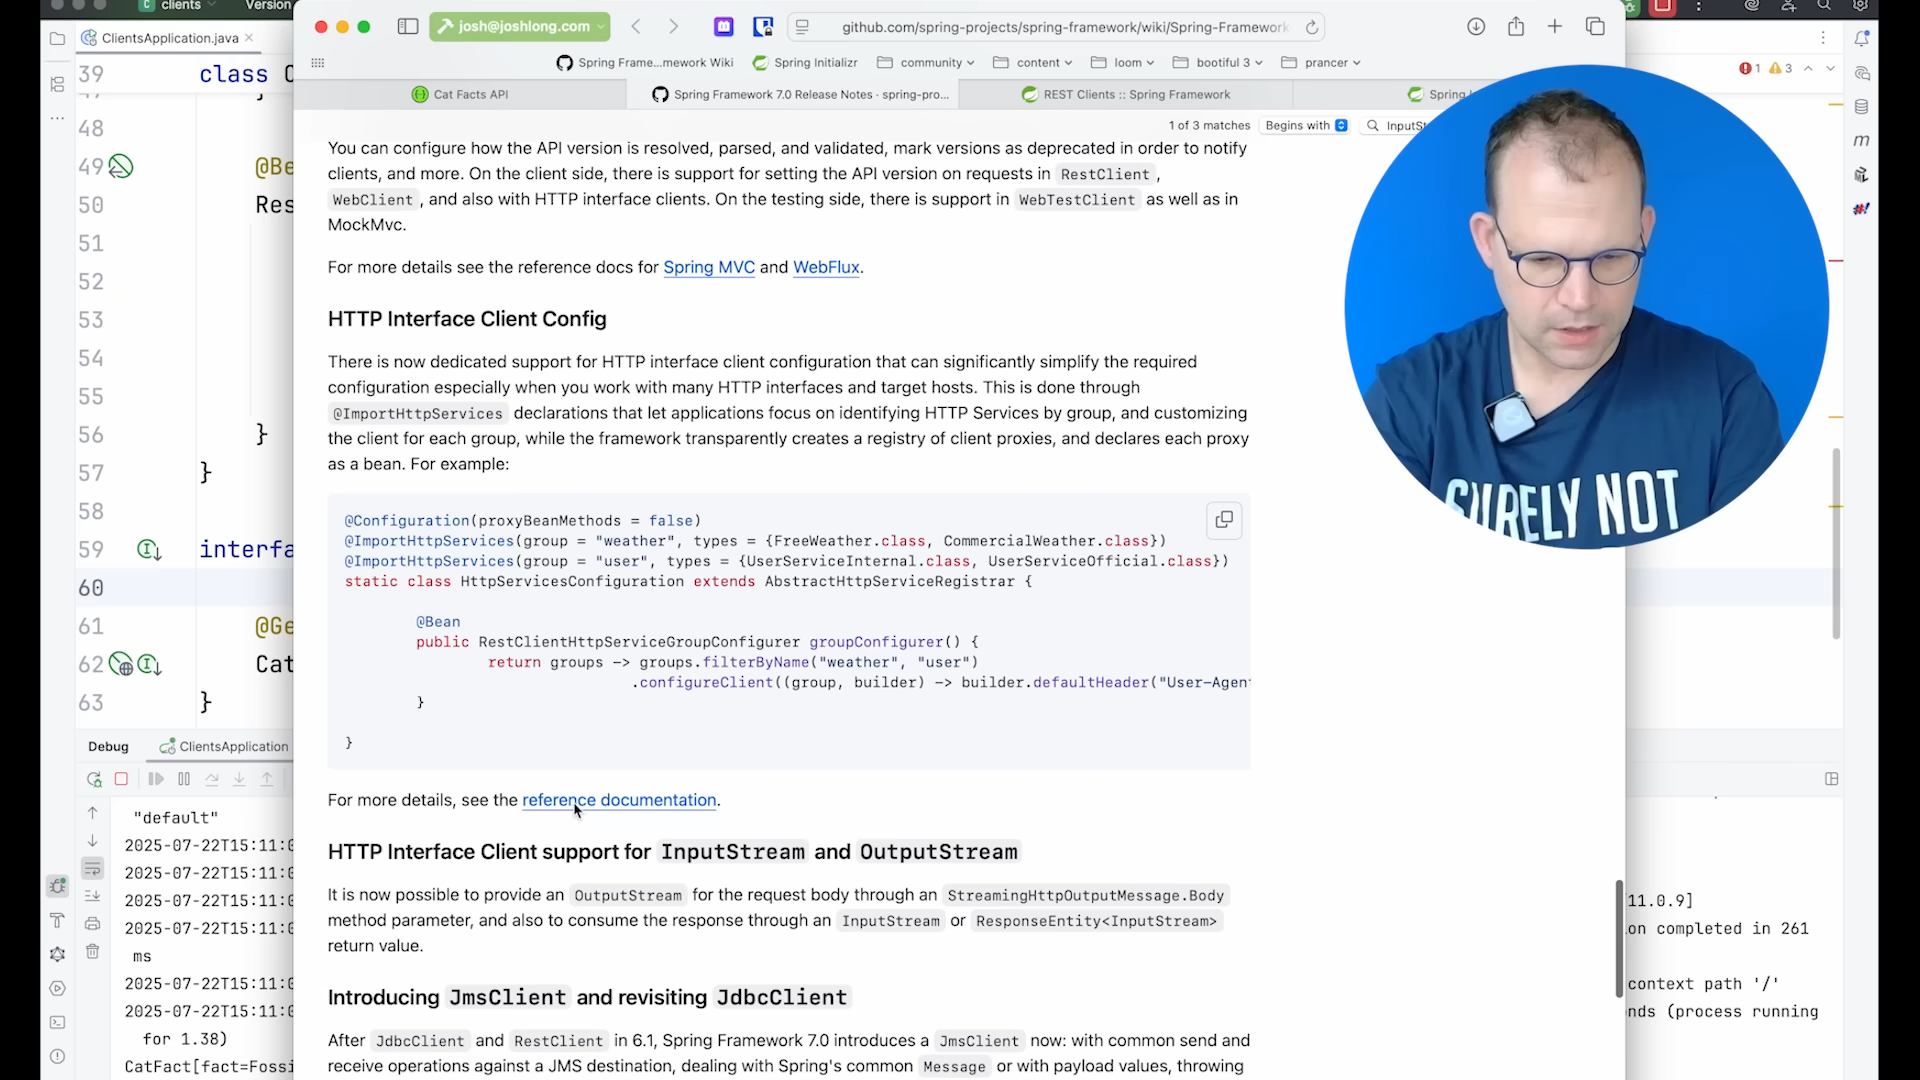 clients
Version
ClientsApplication.java
josh@joshlong.com
github.com/spring-projects/spring-framework/wiki/Spring-Framework
Spring Frame...mework Wiki
Spring Initializr
community
content
loom
bootiful 3
prancer
Cat Facts API
Spring Framework 7.0 Release Notes · spring-pro...
REST Clients :: Spring Framework
Spring
1 of 3 matches
Begins with
InputSt
1
3
39 class
47
48
49 @Be
50 Res
51
52
53
54
55
56 }
57 }
58
59 interfa
60
61 @Ge
62 Cat
63 }
You can configure how the API version is resolved, parsed, and validated, mark versions as deprecated in order to notify
clients, and more. On the client side, there is support for setting the API version on requests in RestClient ,
WebClient , and also with HTTP interface clients. On the testing side, there is support in WebTestClient as well as in
MockMvc.
For more details see the reference docs for Spring MVC and WebFlux.
HTTP Interface Client Config
There is now dedicated support for HTTP interface client configuration that can significantly simplify the required
configuration especially when you work with many HTTP interfaces and target hosts. This is done through
@ImportHttpServices declarations that let applications focus on identifying HTTP Services by group, and customizing
the client for each group, while the framework transparently creates a registry of client proxies, and declares each proxy
as a bean. For example:
@Configuration(proxyBeanMethods = false)
@ImportHttpServices(group = "weather", types = {FreeWeather.class, CommercialWeather.class})
@ImportHttpServices(group = "user", types = {UserServiceInternal.class, UserServiceOfficial.class})
static class HttpServicesConfiguration extends AbstractHttpServiceRegistrar {
@Bean
public RestClientHttpServiceGroupConfigurer groupConfigurer() {
return groups -> groups.filterByName("weather", "user")
.configureClient((group, builder) -> builder.defaultHeader("User-Agent
}
}
For more details, see the reference documentation.
HTTP Interface Client support for InputStream and OutputStream
It is now possible to provide an OutputStream for the request body through an StreamingHttpOutputMessage.Body
method parameter, and also to consume the response through an InputStream or ResponseEntity<InputStream>
return value.
Introducing JmsClient and revisiting JdbcClient
After JdbcClient and RestClient in 6.1, Spring Framework 7.0 introduces a JmsClient now: with common send and
receive operations against a JMS destination, dealing with Spring's common Message or with payload values, throwing
SURELY NOT
Debug
ClientsApplication
"default"
2025-07-22T15:11:0
2025-07-22T15:11:0
2025-07-22T15:11:0
2025-07-22T15:11:0
ms
2025-07-22T15:11:0
2025-07-22T15:11:0
for 1.38)
CatFact[fact=Fossi
11.0.9]
on completed in 261
context path '/'
nds (process running